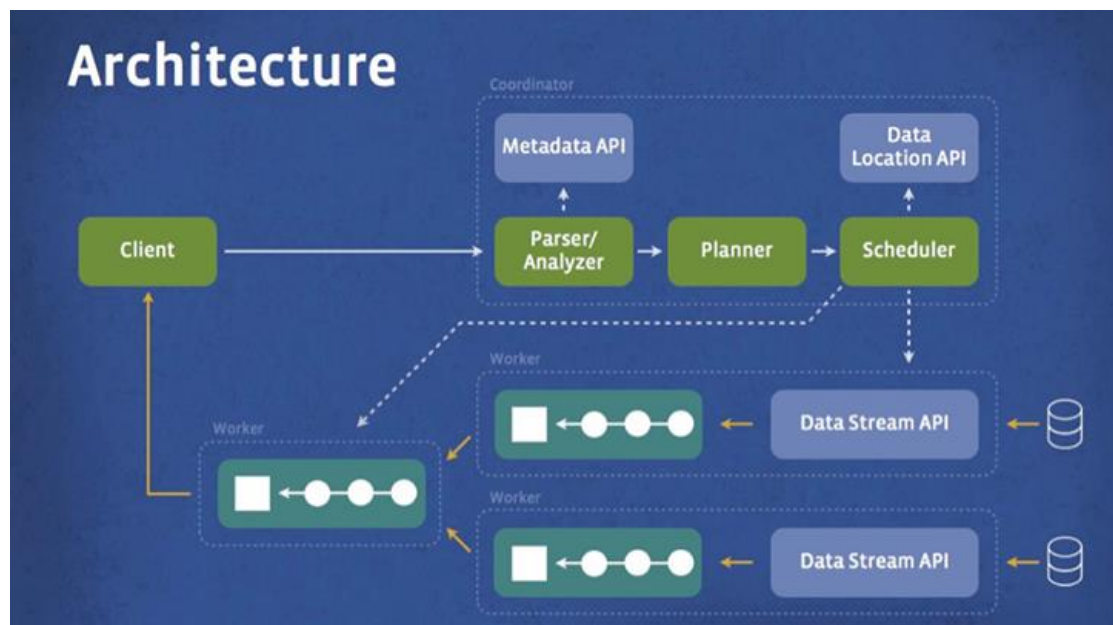 Architecture
Coordinator
Metadata API
Data
Location API
Client
Parser/
Analyzer
Planner
Scheduler
Worker
Data Stream API
Worker
Worker
Data Stream API